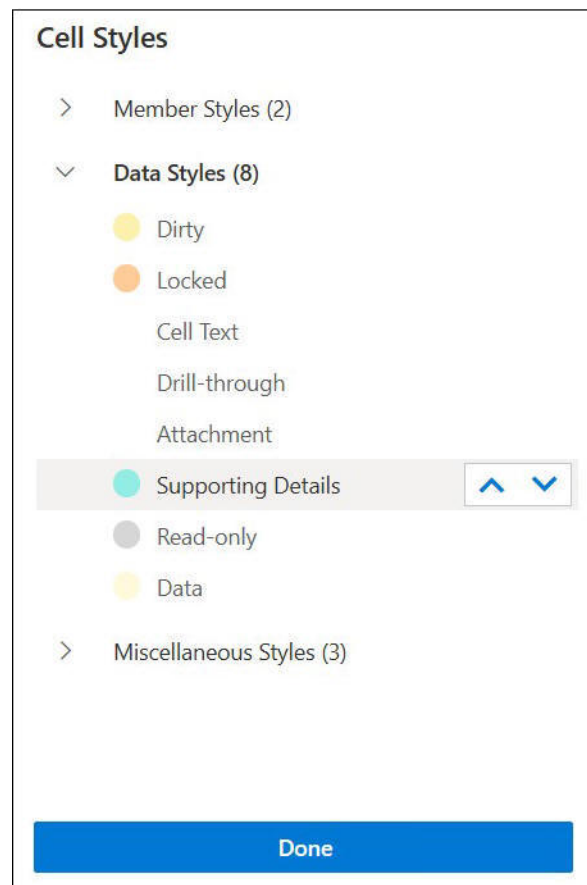 Cell Styles
Member Styles (2)
Data Styles (8)
Dirty
Locked
Cell Text
Drill-through
Attachment
Supporting Details
Read-only
Data
Miscellaneous Styles (3)
Done